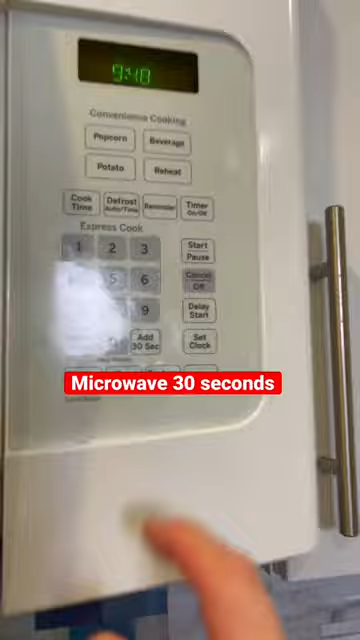 9:48
Convenience Cooking
Popcorn
Beverage
Potato
Reheat
Cook
Time
Defrost
Auto/Time
Reminder
Timer
On/Off
Express Cook
1 2 3
Start
Pause
5 6
Cancel
Off
9
Delay
Start
Add
30 Sec
Set
Clock
Microwave 30 seconds